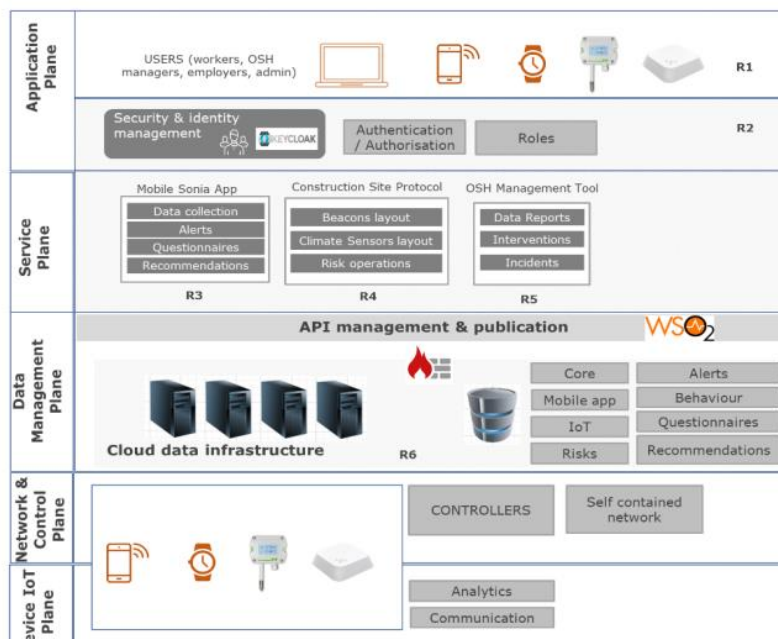 Application
Plane
USERS (workers, OSH
managers, employers, admin)
R1
Security & identity
management
KEYCLOAK
Authentication
/ Authorisation
Roles
R2
Service
Plane
Mobile Sonia App
Data collection
Alerts
Questionnaires
Recommendations
R3
Construction Site Protocol
Beacons layout
Climate Sensors layout
Risk operations
R4
OSH Management Tool
Data Reports
Interventions
Incidents
R5
Data
Management
Plane
API management & publication
WSO2
Cloud data infrastructure
R6
Core
Mobile app
IoT
Risks
Alerts
Behaviour
Questionnaires
Recommendations
Network &
Control
Plane
CONTROLLERS
Self contained
network
evice IoT
Plane
Analytics
Communication